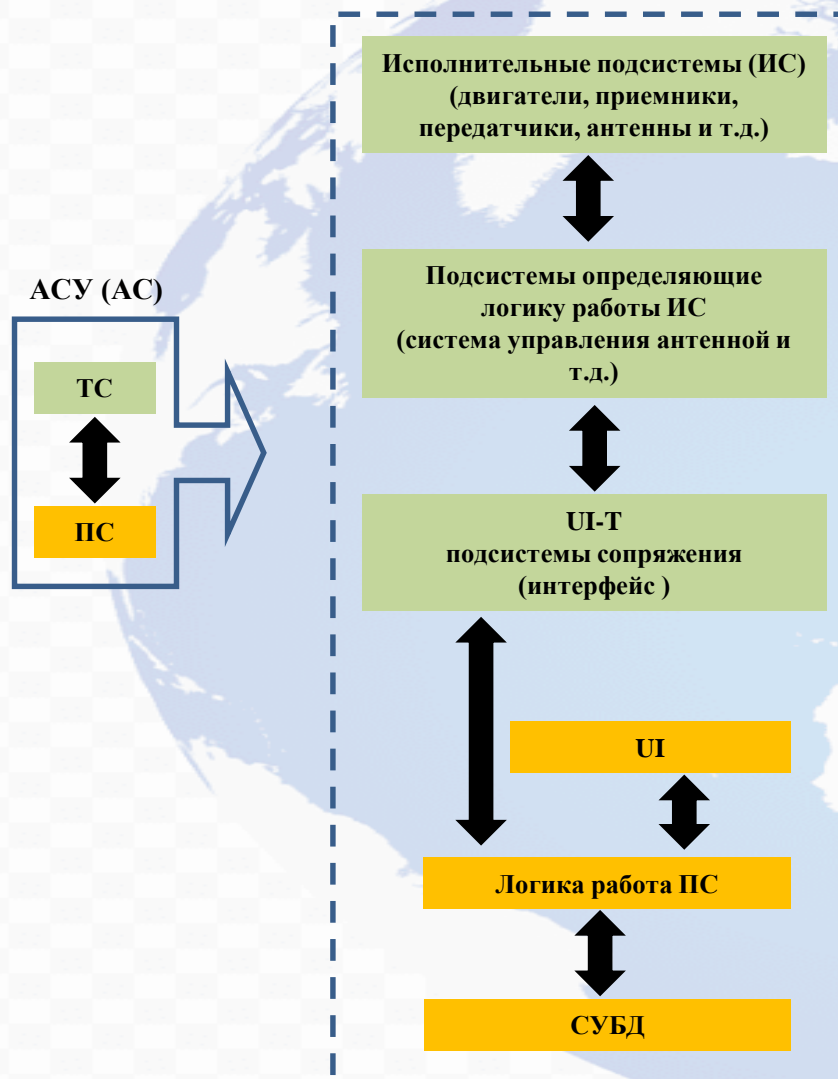 АСУ (АС)
ТС
ПС
Исполнительные подсистемы (ИС)
(двигатели, приемники,
передатчики, антенны и т.д.)
Подсистемы определяющие
логику работы ИС
(система управления антенной и
т.д.)
UI-T
подсистемы сопряжения
(интерфейс )
UI
Логика работа ПС
СУБД